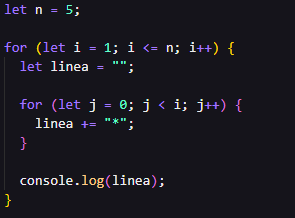 let n = 5;
for (let i = 1; i <= n; i++) {
let linea = "";
for (let j = 0; j < i; j++) {
linea += "*";
}
console.log(linea);
}